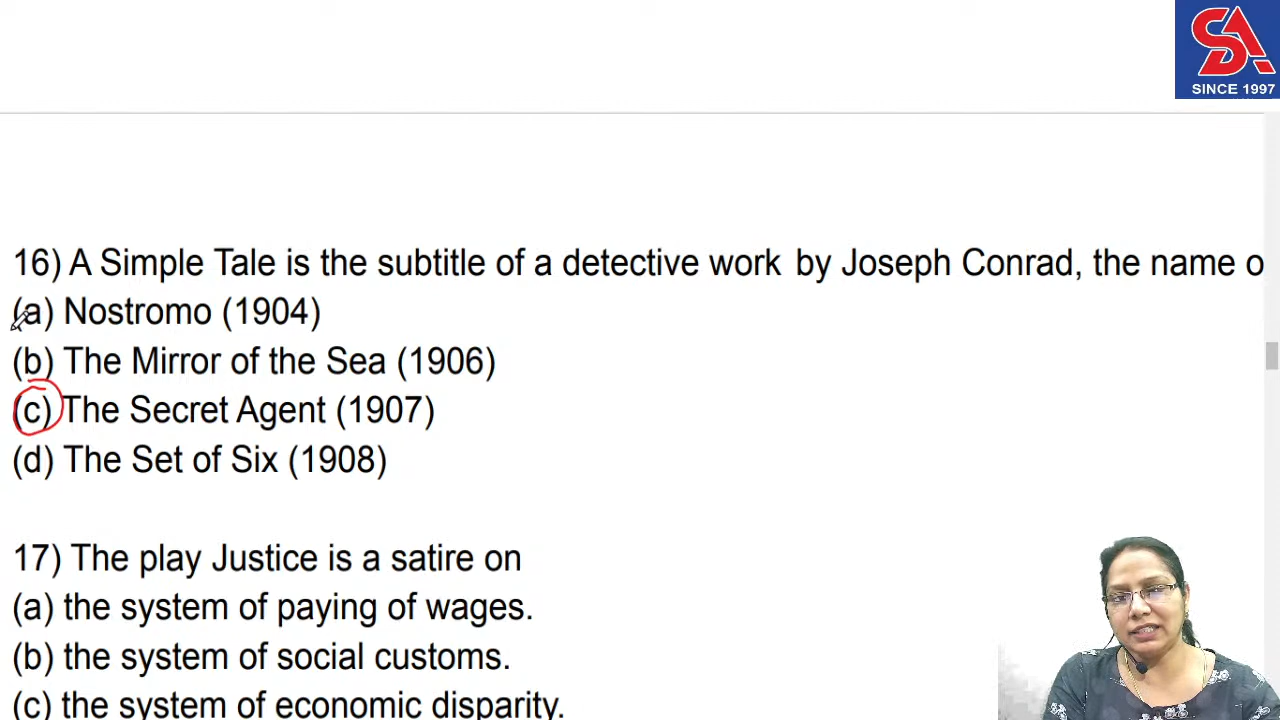 SA
SINCE 1997
16) A Simple Tale is the subtitle of a detective work by Joseph Conrad, the name o
(a) Nostromo (1904)
(b) The Mirror of the Sea (1906)
(c) The Secret Agent (1907)
(d) The Set of Six (1908)
17) The play Justice is a satire on
(a) the system of paying of wages.
(b) the system of social customs.
(c) the system of economic disparity.